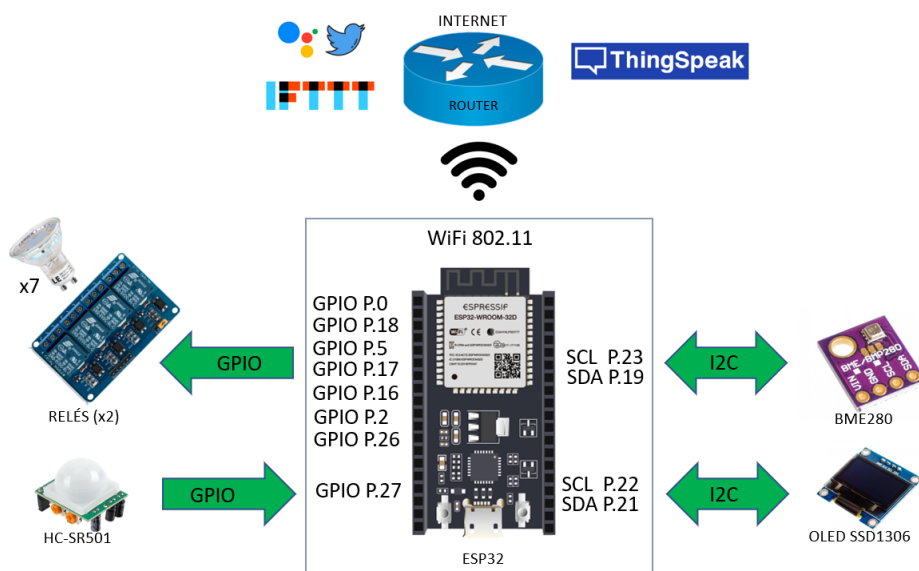 INTERNET
IFTTT
ThingSpeak
ROUTER
WiFi 802.11
x7
GPIO P.0
GPIO P.18
GPIO P.5
GPIO P.17
GPIO P.16
GPIO P.2
GPIO P.26
GPIO P.27
ESPRESSIF
ESP32-WROOM-32D
GPIO
RELÉS (x2)
GPIO
HC-SR501
SCL P.23
SDA P.19
I2C
BME/BMP280
VIN
GND
SCL
SDA
BME280
SCL P.22
SDA P.21
I2C
OLED SSD1306
ESP32